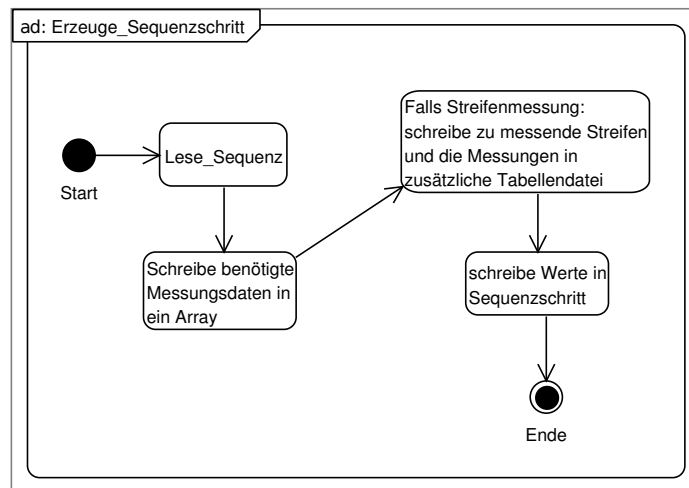 ad: Erzeuge_Sequenzschritt
Start
Lese_Sequenz
Schreibe benötigte
Messungsdaten in
ein Array
Falls Streifenmessung:
schreibe zu messende Streifen
und die Messungen in
zusätzliche Tabellendatei
schreibe Werte in
Sequenzschritt
Ende